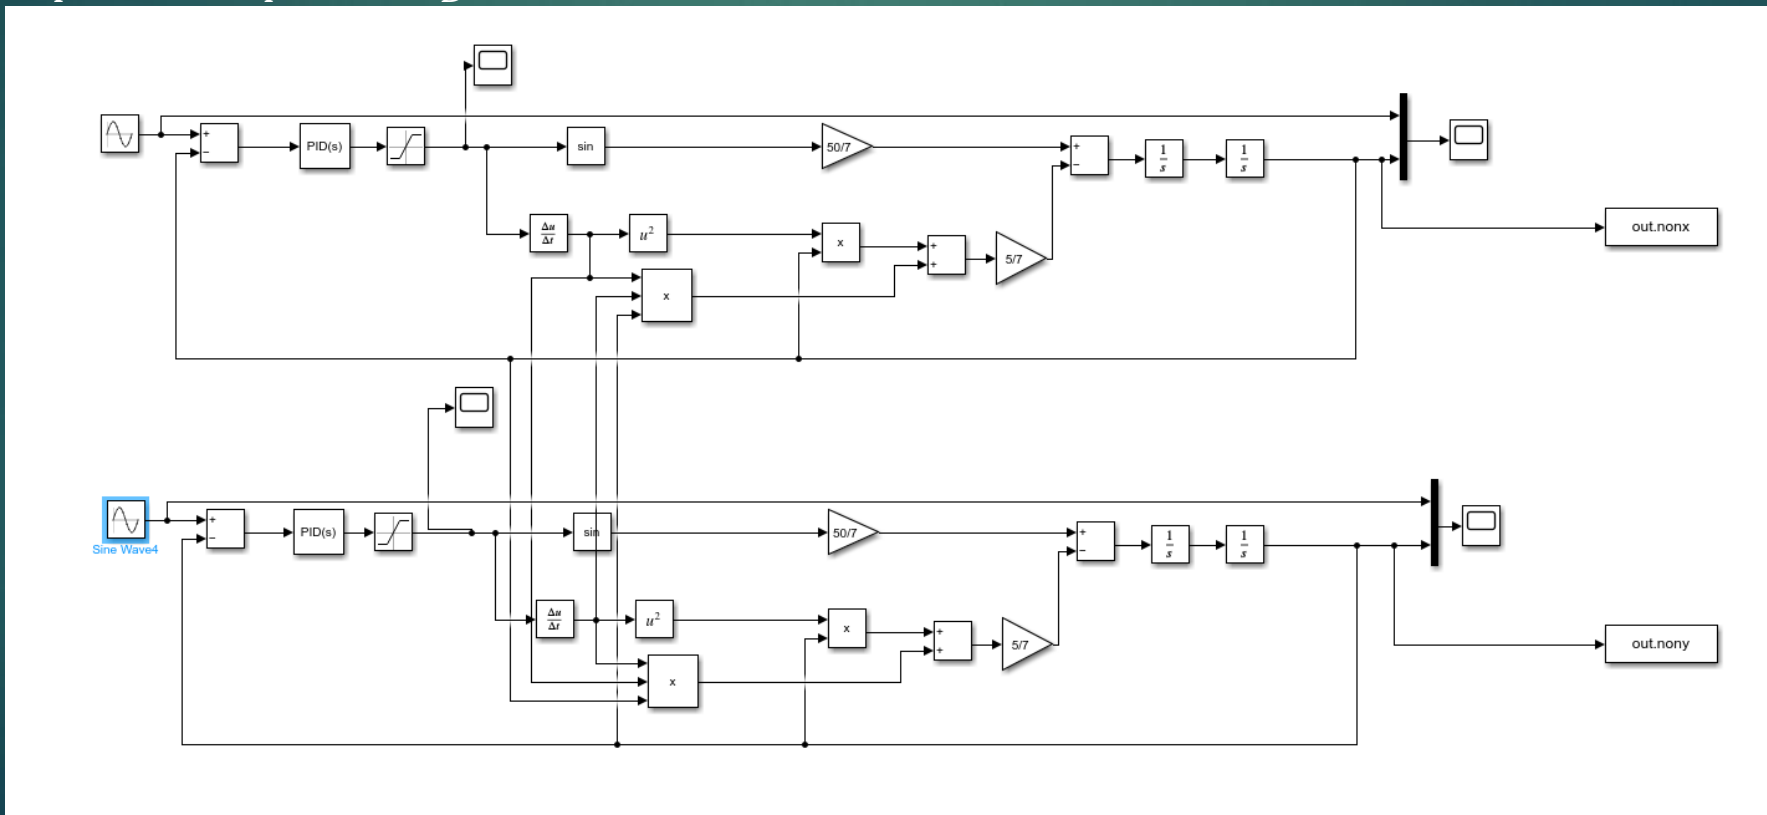 +
−
PID(s)
sin
50/7
+
−
1
s
1
s
out.nonx
Δu
Δt
u²
x
+
+
5/7
x
Sine Wave4
+
−
PID(s)
sin
50/7
+
−
1
s
1
s
Δu
Δt
u²
x
+
+
5/7
out.nony
x